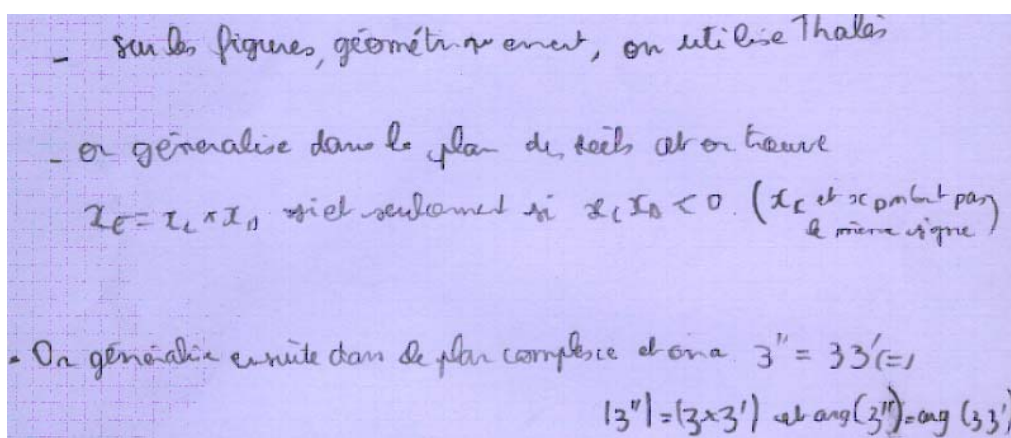 - sur les figures, géométriquement, on utilise Thalès
- on généralise dans le plan des réels et on trouve
x_E = x_C × x_D si et seulement si x_C x_D < 0 (x_C et x_D n'ont pas
le même signe)
- On généralise ensuite dans le plan complexe et on a z'' = zz' <=>
|z''| = |z×z'| et arg(z'') = arg(zz')